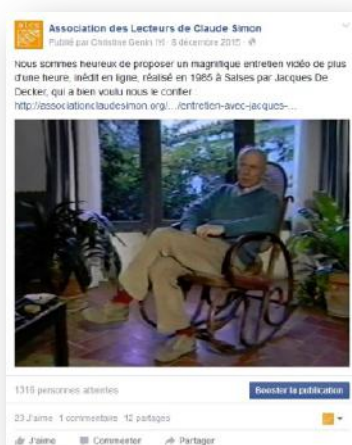 Association des Lecteurs de Claude Simon
Publié par Christine Genin [?] · 8 décembre 2015 ·
Nous sommes heureux de proposer un magnifique entretien vidéo de plus
d'une heure, inédit en ligne, réalisé en 1985 à Salses par Jacques De
Decker, qui a bien voulu nous le confier :
http://associationclaudesimon.org/.../entretien-avec-jacques-...
1316 personnes atteintes
Booster la publication
23 J'aime 1 commentaire 12 partages
J'aime Commenter Partager